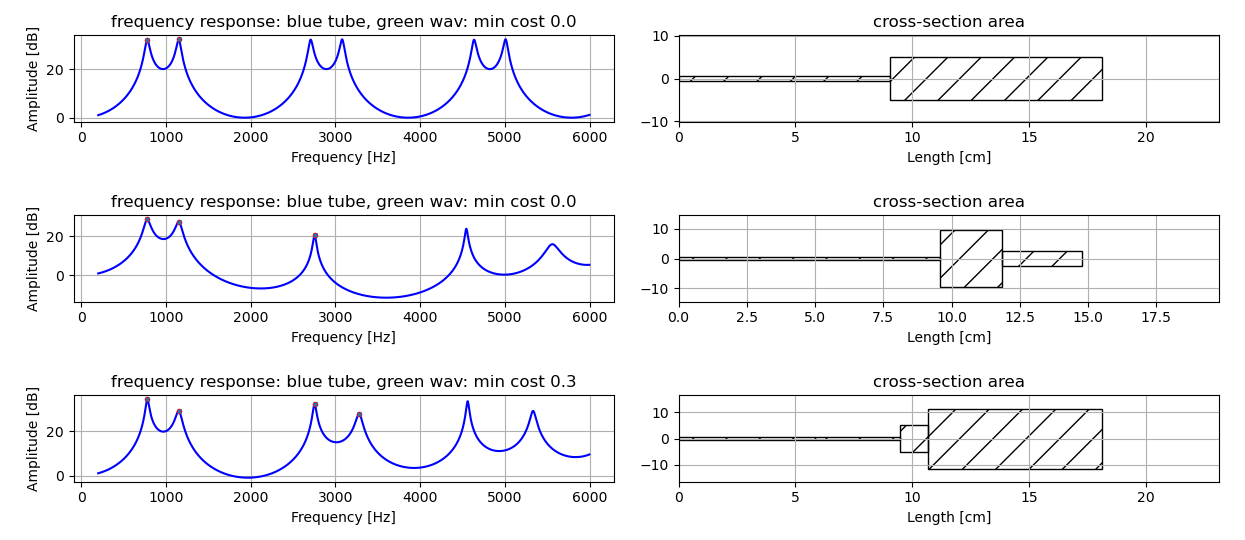 frequency response: blue tube, green wav: min cost 0.0
cross-section area
Amplitude [dB]
20
0
0 1000 2000 3000 4000 5000 6000
Frequency [Hz]
10
0
−10
0 5 10 15 20
Length [cm]
frequency response: blue tube, green wav: min cost 0.0
cross-section area
Amplitude [dB]
20
0
0 1000 2000 3000 4000 5000 6000
Frequency [Hz]
10
0
−10
0.0 2.5 5.0 7.5 10.0 12.5 15.0 17.5
Length [cm]
frequency response: blue tube, green wav: min cost 0.3
cross-section area
Amplitude [dB]
20
0
0 1000 2000 3000 4000 5000 6000
Frequency [Hz]
10
0
−10
0 5 10 15 20
Length [cm]